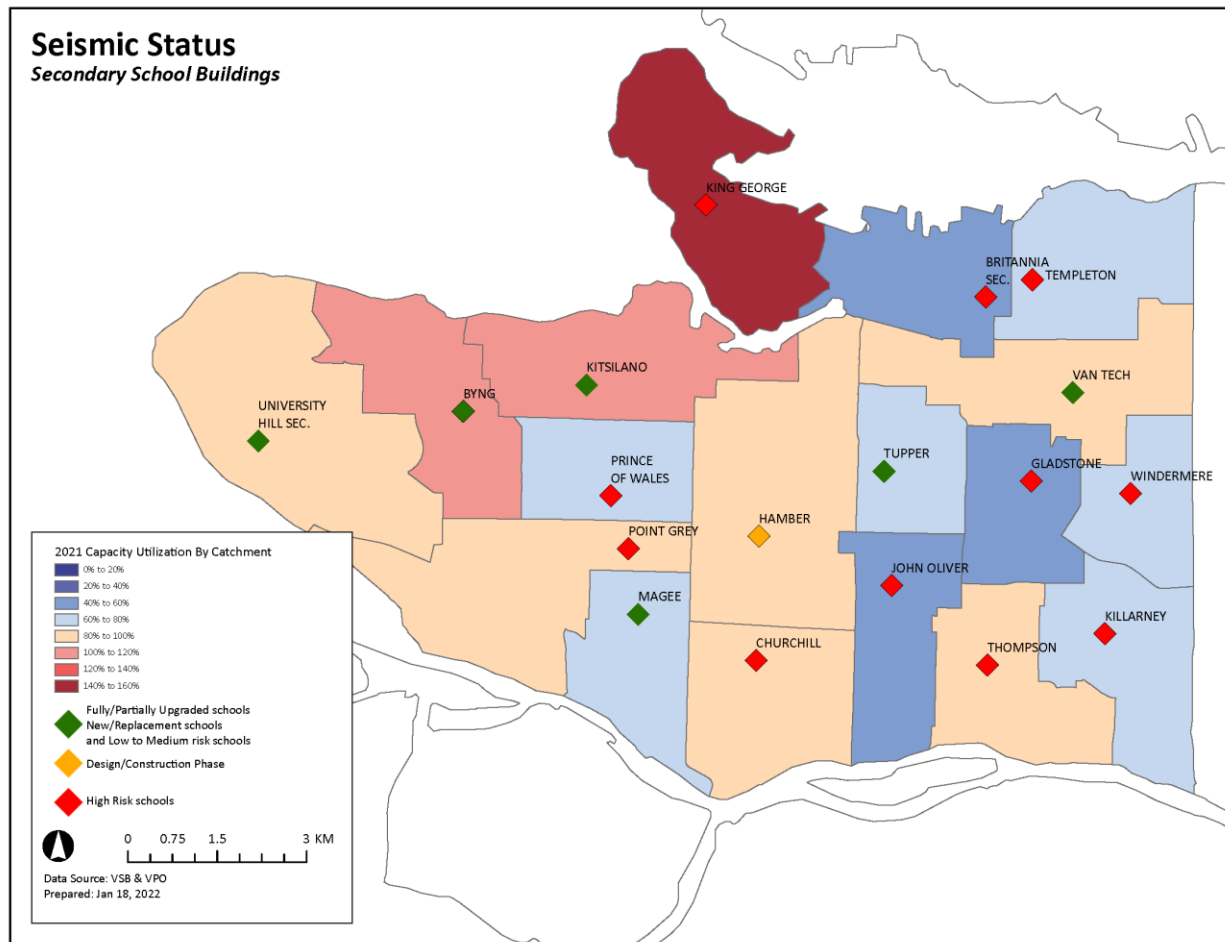 Seismic Status
Secondary School Buildings
KING GEORGE
BRITANNIA
SEC.
TEMPLETON
KITSILANO
BYNG
VAN TECH
UNIVERSITY
HILL SEC.
PRINCE
OF WALES
TUPPER
GLADSTONE
WINDERMERE
HAMBER
POINT GREY
JOHN OLIVER
MAGEE
KILLARNEY
CHURCHILL
THOMPSON
2021 Capacity Utilization By Catchment
0% to 20%
20% to 40%
40% to 60%
60% to 80%
80% to 100%
100% to 120%
120% to 140%
140% to 160%
Fully/Partially Upgraded schools
New/Replacement schools
and Low to Medium risk schools
Design/Construction Phase
High Risk schools
0 0.75 1.5 3 KM
Data Source: VSB & VPO
Prepared: Jan 18, 2022